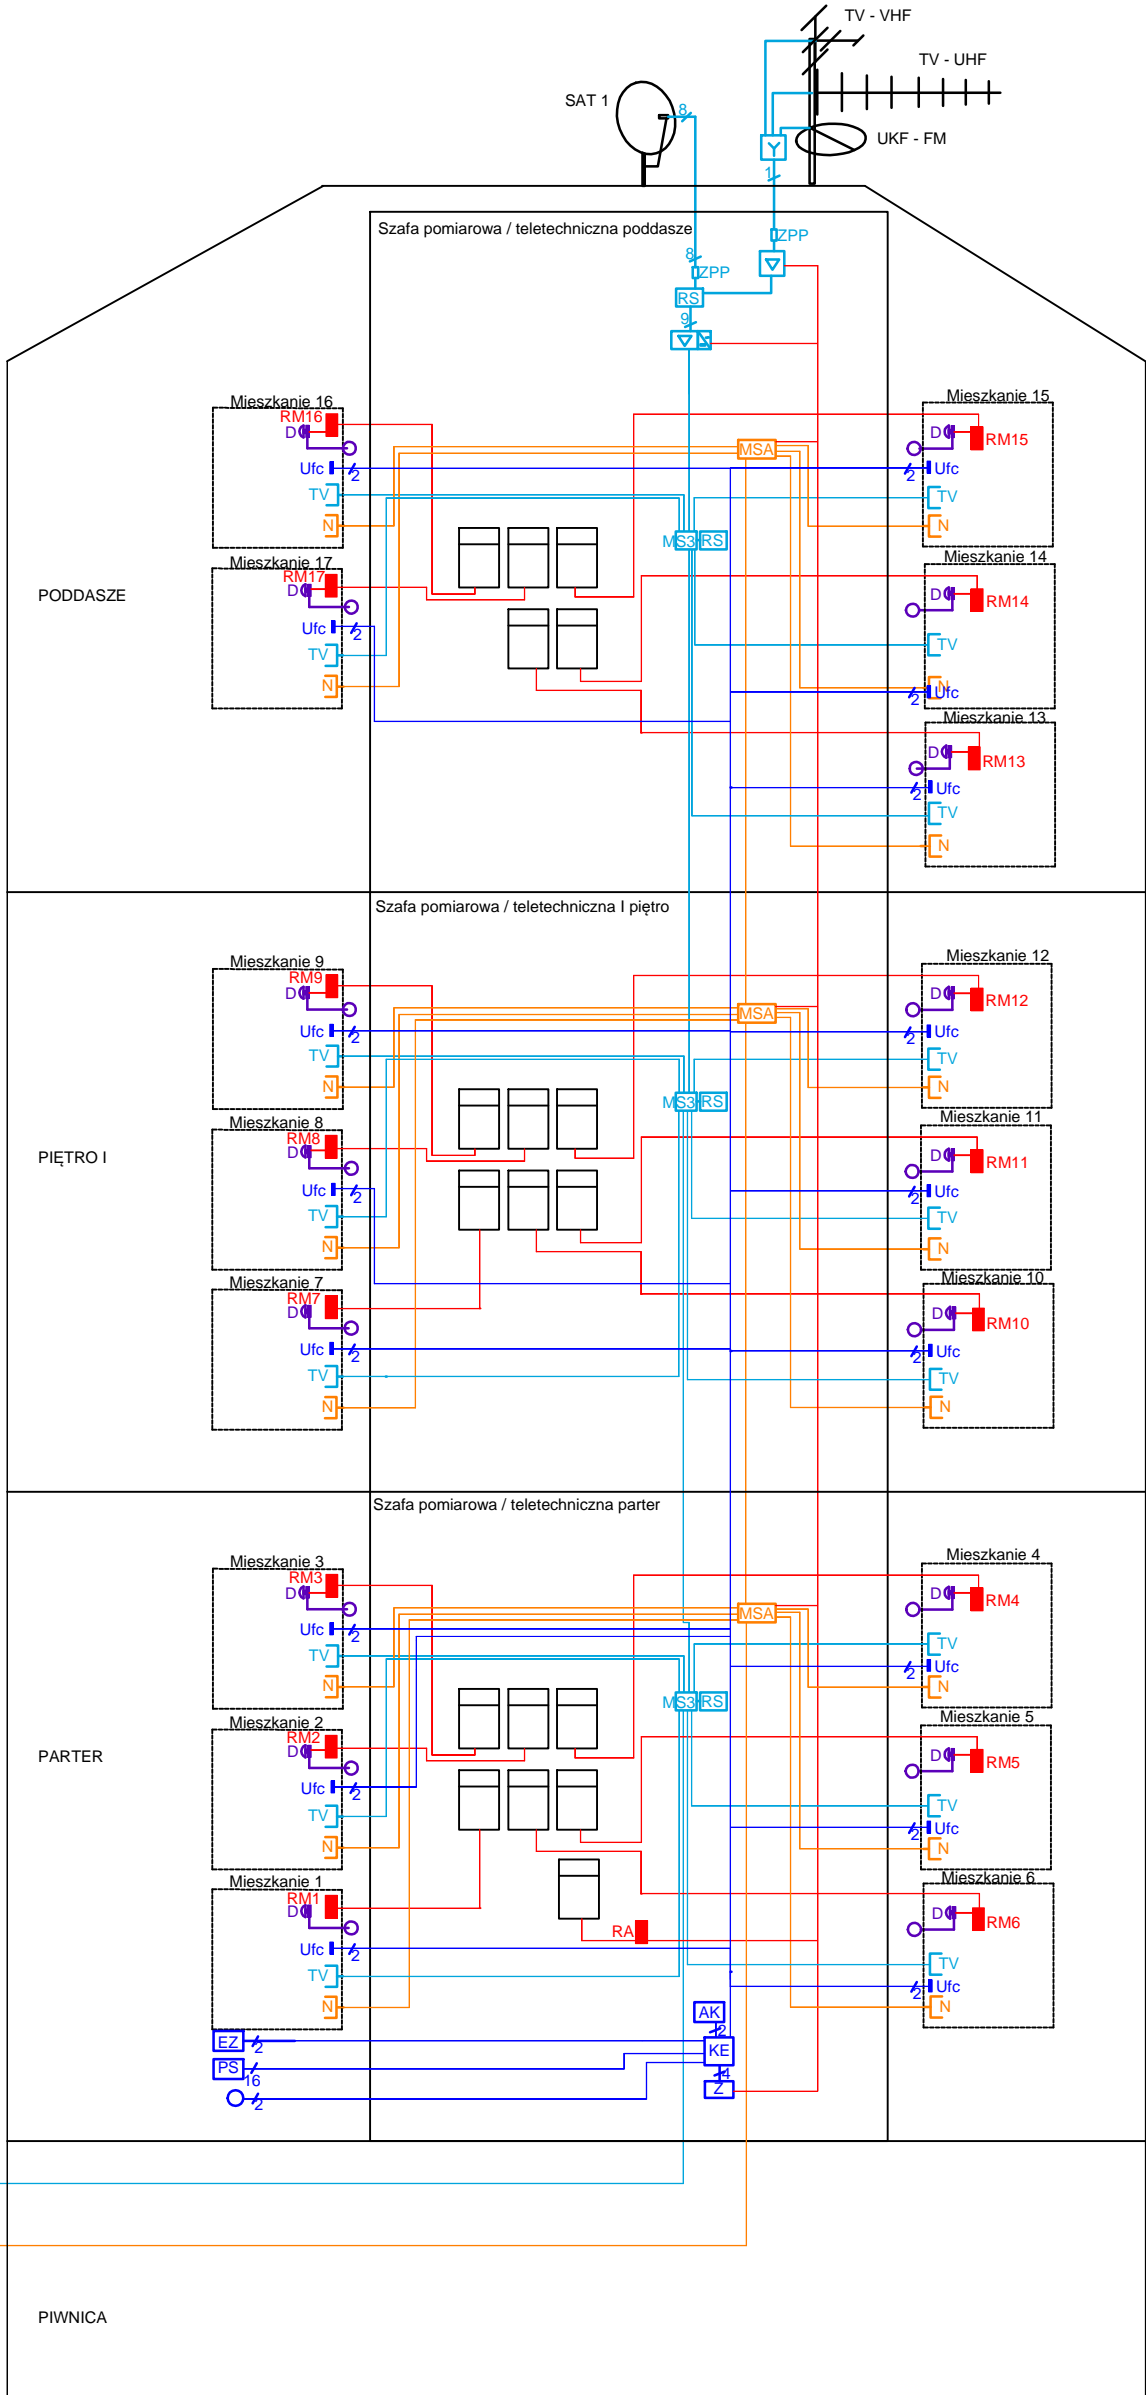 TV - VHF
TV - UHF
SAT 1
8
UKF - FM
1
Szafa pomiarowa / teletechniczna poddasze
ZPP
8
ZPP
RS
9
Mieszkanie 16
RM16
D
Ufc
2
TV
N
Mieszkanie 15
D
RM15
2
Ufc
TV
N
MSA
MS3
RS
PODDASZE
Mieszkanie 17
RM17
D
Ufc
2
TV
N
Mieszkanie 14
D
RM14
TV
N
2
Ufc
Mieszkanie 13
D
RM13
2
Ufc
TV
N
Szafa pomiarowa / teletechniczna I piętro
Mieszkanie 9
RM9
D
Ufc
2
TV
N
Mieszkanie 12
D
RM12
2
Ufc
TV
N
MSA
MS3
RS
PIĘTRO I
Mieszkanie 8
RM8
D
Ufc
2
TV
N
Mieszkanie 11
D
RM11
2
Ufc
TV
N
Mieszkanie 7
RM7
D
Ufc
2
TV
N
Mieszkanie 10
D
RM10
2
Ufc
TV
N
Szafa pomiarowa / teletechniczna parter
Mieszkanie 3
RM3
D
Ufc
2
TV
N
Mieszkanie 4
D
RM4
TV
2
Ufc
N
MSA
MS3
RS
PARTER
Mieszkanie 2
RM2
D
Ufc
2
TV
N
Mieszkanie 5
D
RM5
TV
2
Ufc
N
Mieszkanie 1
RM1
D
Ufc
2
TV
N
RA
Mieszkanie 6
D
RM6
TV
2
Ufc
N
AK
2
KE
4
Z
EZ
2
PS
16
2
PIWNICA